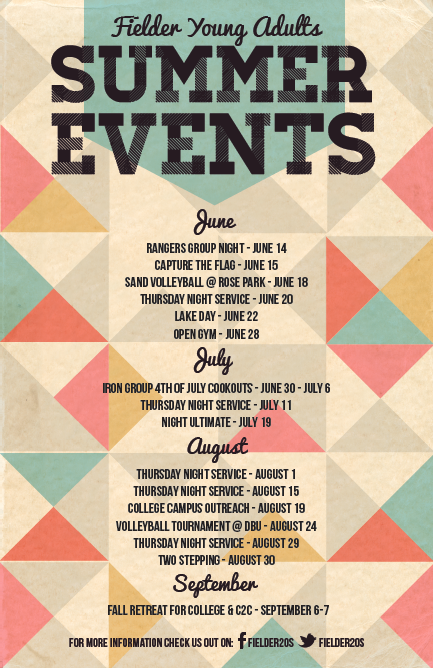 Fielder Young Adults
SUMMER
EVENTS
June
RANGERS GROUP NIGHT - JUNE 14
CAPTURE THE FLAG - JUNE 15
SAND VOLLEYBALL @ ROSE PARK - JUNE 18
THURSDAY NIGHT SERVICE - JUNE 20
LAKE DAY - JUNE 22
OPEN GYM - JUNE 28
July
IRON GROUP 4TH OF JULY COOKOUTS - JUNE 30 - JULY 6
THURSDAY NIGHT SERVICE - JULY 11
NIGHT ULTIMATE - JULY 19
August
THURSDAY NIGHT SERVICE - AUGUST 1
THURSDAY NIGHT SERVICE - AUGUST 15
COLLEGE CAMPUS OUTREACH - AUGUST 19
VOLLEYBALL TOURNAMENT @ DBU - AUGUST 24
THURSDAY NIGHT SERVICE - AUGUST 29
TWO STEPPING - AUGUST 30
September
FALL RETREAT FOR COLLEGE & C2C - SEPTEMBER 6-7
FOR MORE INFORMATION CHECK US OUT ON: f FIELDER20S FIELDER20S